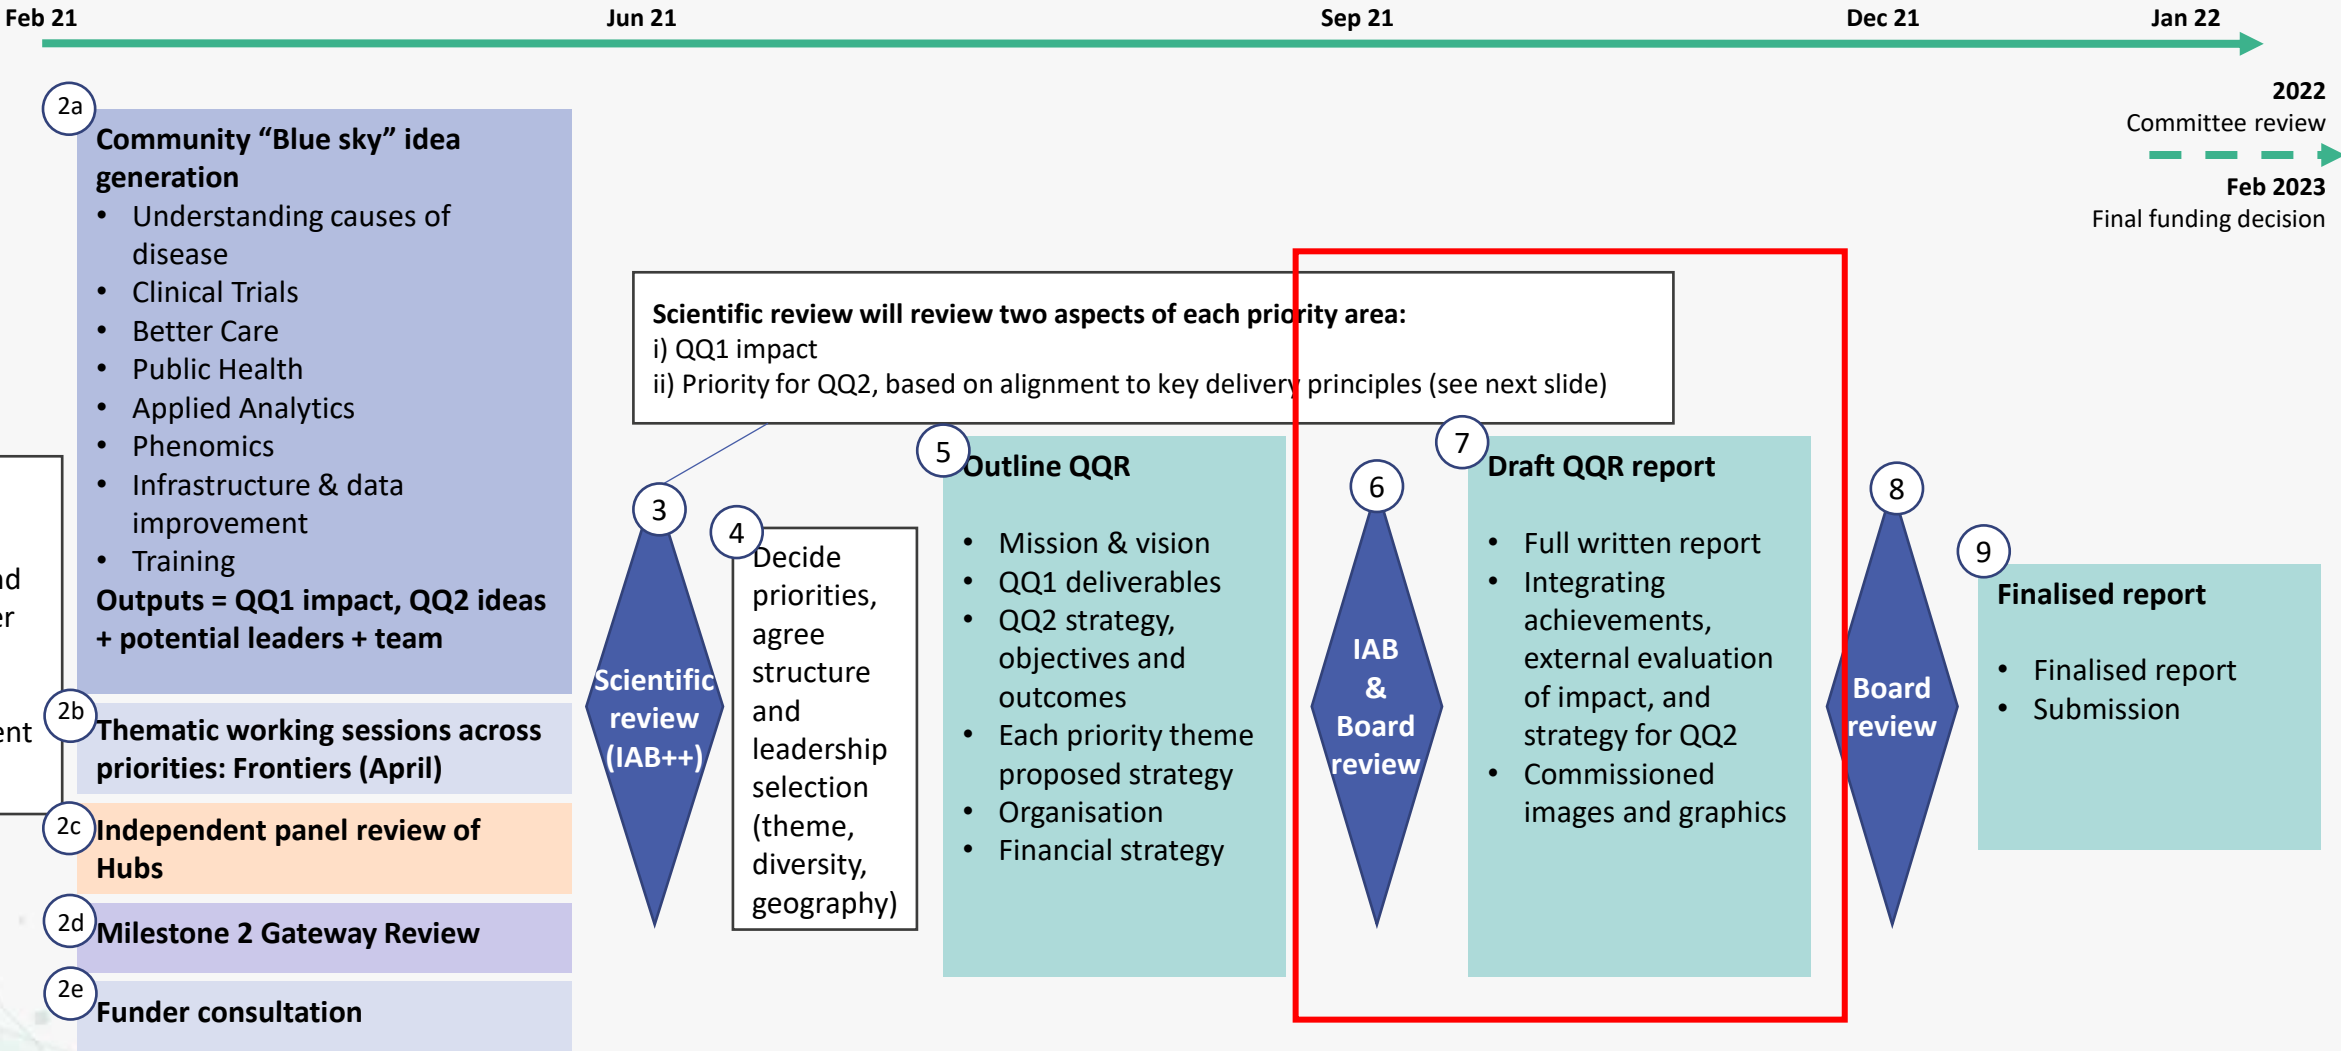 Feb 21
Jun 21
Sep 21
Dec 21
Jan 22
2022
Committee review
Feb 2023
Final funding decision
2a
Community “Blue sky” idea
generation
• Understanding causes of
disease
• Clinical Trials
• Better Care
• Public Health
• Applied Analytics
• Phenomics
• Infrastructure & data
improvement
• Training
Outputs = QQ1 impact, QQ2 ideas
+ potential leaders + team
2b
Thematic working sessions across
priorities: Frontiers (April)
2c
Independent panel review of
Hubs
2d
Milestone 2 Gateway Review
2e
Funder consultation
Scientific review will review two aspects of each priority area:
i) QQ1 impact
ii) Priority for QQ2, based on alignment to key delivery principles (see next slide)
3
Scientific
review
(IAB++)
4
Decide
priorities,
agree
structure
and
leadership
selection
(theme,
diversity,
geography)
5
Outline QQR
• Mission & vision
• QQ1 deliverables
• QQ2 strategy,
objectives and
outcomes
• Each priority theme
proposed strategy
• Organisation
• Financial strategy
6
IAB
&
Board
review
7
Draft QQR report
• Full written report
• Integrating
achievements,
external evaluation
of impact, and
strategy for QQ2
• Commissioned
images and graphics
8
Board
review
9
Finalised report
• Finalised report
• Submission